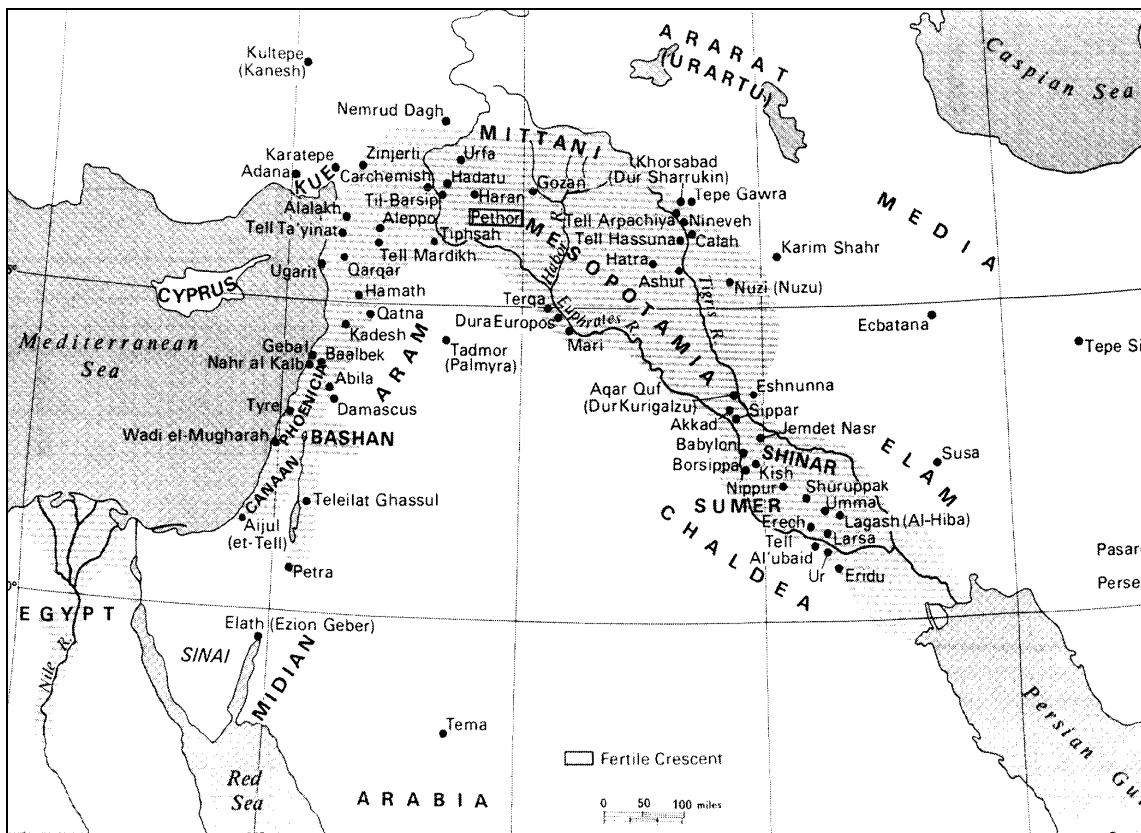 Kultepe
(Kanesh)
ARARAT
(URARTU)
Caspian Sea
Nemrud Dagh
MITTANI
Karatepe
Zinjerli
Urfa
Khorsabad
(Dur Sharrukin)
Adana
KUE
Carchemish
Hadatu
Haran
Gozan
Tepe Gawra
MEDIA
Til-Barsip
Alalakh
Aleppo
Pethor
Tell Arpachiya
Nineveh
Tell Ta'yinat
Tiphsah
MESOPOTAMIA
Habor R.
Tell Hassuna
Calah
Karim Shahr
Tell Mardikh
Hatra
Ugarit
Qarqar
Ashur
Tigris R.
Nuzi (Nuzu)
CYPRUS
Hamath
Terqa
Euphrates R.
Qatna
Dura Europos
Ecbatana
Kadesh
Mari
Mediterranean
Sea
Gebal
Baalbek
ARAM
Tadmor
(Palmyra)
Tepe Si
Nahr al Kalb
Abila
Aqar Quf
(Dur Kurigalzu)
Eshnunna
PHOENICIA
Damascus
Tyre
Sippar
Akkad
Jemdet Nasr
Wadi el-Mugharah
BASHAN
Babylon
SHINAR
ELAM
Susa
Borsippa
Kish
CANAAN
Nippur
Shuruppak
Teleilat Ghassul
SUMER
Umma
Lagash (Al-Hiba)
Aijul
(et-Tell)
CHALDEA
Erech
Larsa
Tell
Al'ubaid
Pasar
Petra
Ur
Eridu
Perse
0°
EGYPT
Elath (Ezion Geber)
SINAI
MIDIAN
Nile R.
Persian Gu
Tema
Fertile Crescent
Red
Sea
ARABIA
0 50 100 miles